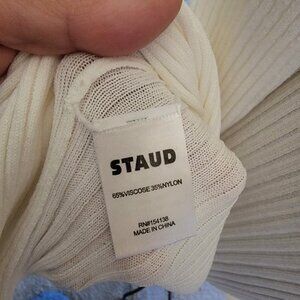 STAUD
65%VISCOSE 35%NYLON
RN#154138
MADE IN CHINA